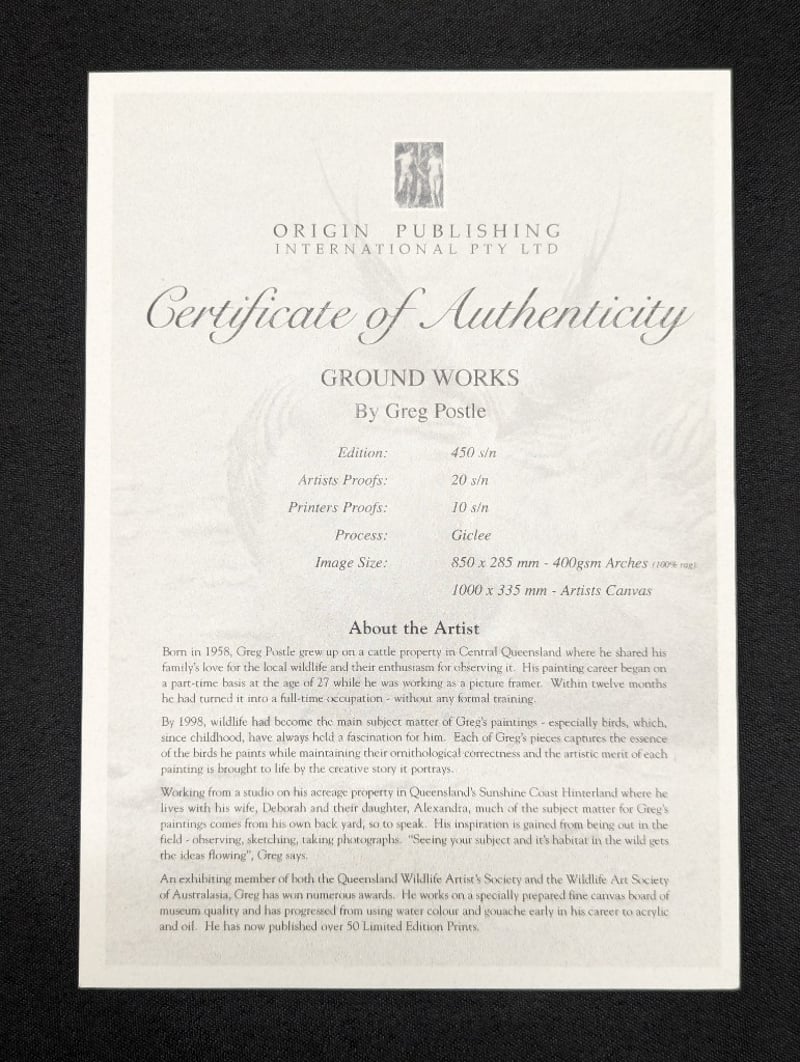 ORIGIN PUBLISHING
INTERNATIONAL PTY LTD
Certificate of Authenticity
GROUND WORKS
By Greg Postle
Edition: 450 s/n
Artists Proofs: 20 s/n
Printers Proofs: 10 s/n
Process: Giclee
Image Size: 850 x 285 mm - 400gsm Arches (100% rag)
1000 x 335 mm - Artists Canvas
About the Artist
Born in 1958, Greg Postle grew up on a cattle property in Central Queensland where he shared his
family's love for the local wildlife and their enthusiasm for observing it. His painting career began on
a part-time basis at the age of 27 while he was working as a picture framer. Within twelve months
he had turned it into a full-time occupation - without any formal training.
By 1998, wildlife had become the main subject matter of Greg's paintings - especially birds, which,
since childhood, have always held a fascination for him. Each of Greg's pieces captures the essence
of the birds he paints while maintaining their ornithological correctness and the artistic merit of each
painting is brought to life by the creative story it portrays.
Working from a studio on his acreage property in Queensland's Sunshine Coast Hinterland where he
lives with his wife, Deborah and their daughter, Alexandra, much of the subject matter for Greg's
paintings comes from his own back yard, so to speak. His inspiration is gained from being out in the
field - observing, sketching, taking photographs. "Seeing your subject and it's habitat in the wild gets
the ideas flowing", Greg says.
An exhibiting member of both the Queensland Wildlife Artist's Society and the Wildlife Art Society
of Australasia, Greg has won numerous awards. He works on a specially prepared fine canvas board of
museum quality and has progressed from using water colour and gouache early in his career to acrylic
and oil. He has now published over 50 Limited Edition Prints.